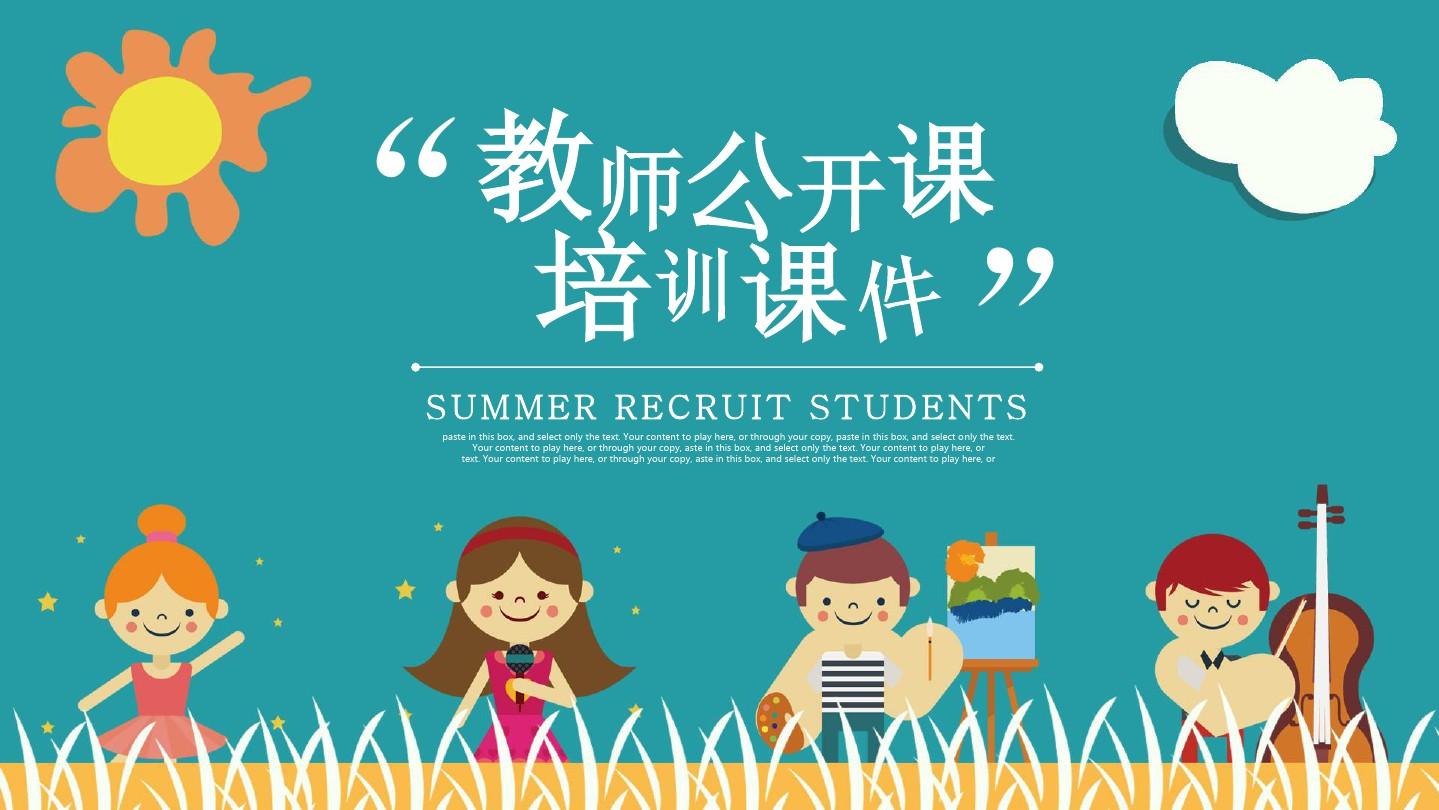 “教师公开课
培训课件”
SUMMER RECRUIT STUDENTS
paste in this box, and select only the text. Your content to play here, or through your copy, paste in this box, and select only the text.
Your content to play here, or through your copy, aste in this box, and select only the text. Your content to play here, or
text. Your content to play here, or through your copy, aste in this box, and select only the text. Your content to play here, or